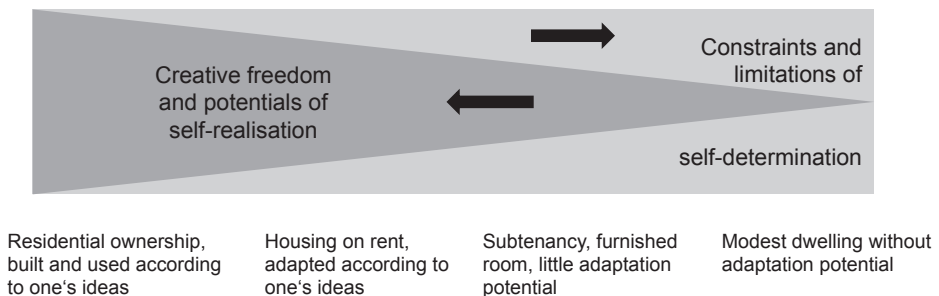 Creative freedom
and potentials of
self-realisation
Constraints and
limitations of
self-determination
Residential ownership,
built and used according
to one‘s ideas
Housing on rent,
adapted according to
one‘s ideas
Subtenancy, furnished
room, little adaptation
potential
Modest dwelling without
adaptation potential